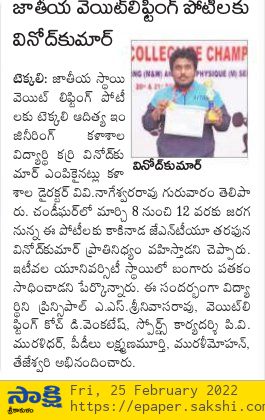 జాతీయ వెయిట్‌లిఫ్టింగ్ పోటీలకు
వినోద్‌కుమార్
టెక్కలి: జాతీయ స్థాయి
వెయిట్ లిఫ్టింగ్ పోటీ
లకు టెక్కలి ఆదిత్య ఇం
జినీరింగ్ కళాశాల
విద్యార్థి కర్రి వినోద్‌కు
మార్ ఎంపికైనట్లు కళా
COLLEGIATE CHAMP
వినోద్‌కుమార్
శాల డైరక్టర్ వివి.నాగేశ్వరరావు గురువారం తెలిపా
రు. చండీఘర్‌లో మార్చి 8 నుంచి 12 వరకు జరగ
నున్న ఈ పోటీలకు కాకినాడ జేఎన్‌టీయూ తరఫున
వినోద్‌కుమార్ ప్రాతినిధ్యం వహిస్తాడని చెప్పారు.
ఇటీవల యూనివర్సిటీ స్థాయిలో బంగారు పతకం
సాధించాడని పేర్కొన్నారు. ఈ సందర్భంగా విద్యా
ర్థిని ప్రిన్సిపాల్ ఎ.ఎస్.శ్రీనివాసరావు, వెయిట్‌లి
ఫ్టింగ్ కోచ్ డి.వెంకటేష్, స్పోర్ట్స్ కార్యదర్శి పి.వి.
మురళిధర్, పీడీలు లక్ష్మణమూర్తి, మురళీమోహన్,
తేజేశ్వరి అభినందించారు.
సాక్షి
శ్రీకాకుళం
Fri, 25 February 2022
https://epaper.sakshi.c